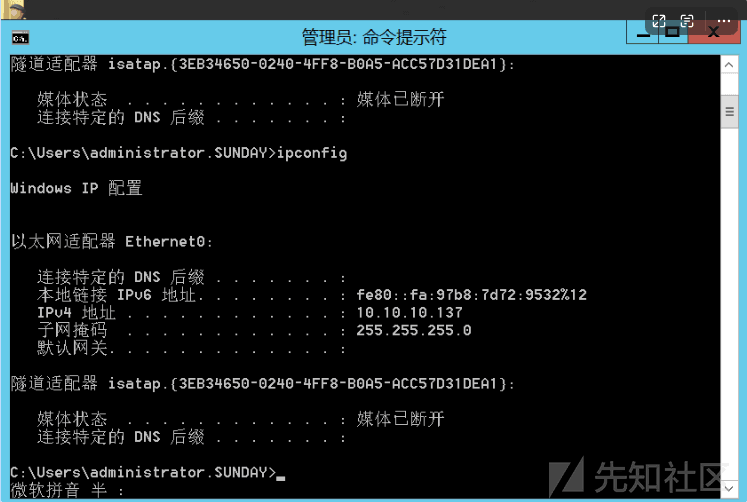 管理员: 命令提示符
隧道适配器 isatap.{3EB34650-0240-4FF8-B0A5-ACC57D31DEA1}:
媒体状态 . . . . . . . . . . . . : 媒体已断开
连接特定的 DNS 后缀 . . . . . . . :
C:\Users\administrator.SUNDAY>ipconfig
Windows IP 配置
以太网适配器 Ethernet0:
连接特定的 DNS 后缀 . . . . . . . :
本地链接 IPv6 地址. . . . . . . . : fe80::fa:97b8:7d72:9532%12
IPv4 地址 . . . . . . . . . . . . : 10.10.10.137
子网掩码 . . . . . . . . . . . . : 255.255.255.0
默认网关. . . . . . . . . . . . . :
隧道适配器 isatap.{3EB34650-0240-4FF8-B0A5-ACC57D31DEA1}:
媒体状态 . . . . . . . . . . . . : 媒体已断开
连接特定的 DNS 后缀 . . . . . . . :
C:\Users\administrator.SUNDAY>_
微软拼音 半 :
先知社区